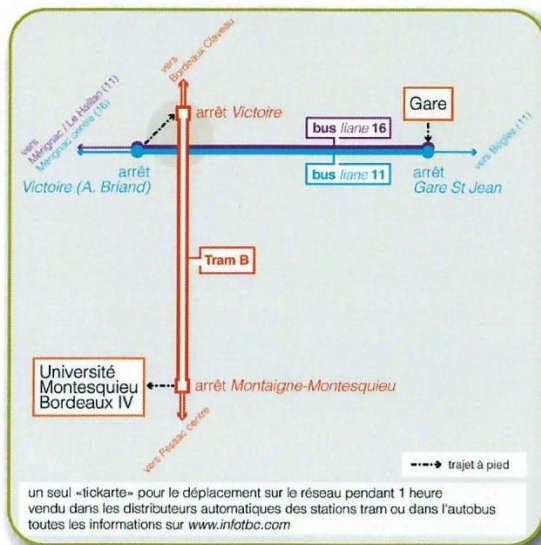 vers
Bordeaux Claveau
arrêt Victoire
Gare
vers
Mérignac / Le Haillan (11)
Mérignac centre (16)
bus liane 16
bus liane 11
vers Bègles (11)
arrêt
Victoire (A. Briand)
arrêt
Gare St Jean
Tram B
Université
Montesquieu
Bordeaux IV
arrêt Montaigne-Montesquieu
vers Pessac centre
trajet à pied
un seul «tickarte» pour le déplacement sur le réseau pendant 1 heure
vendu dans les distributeurs automatiques des stations tram ou dans l'autobus
toutes les informations sur www.infotbc.com